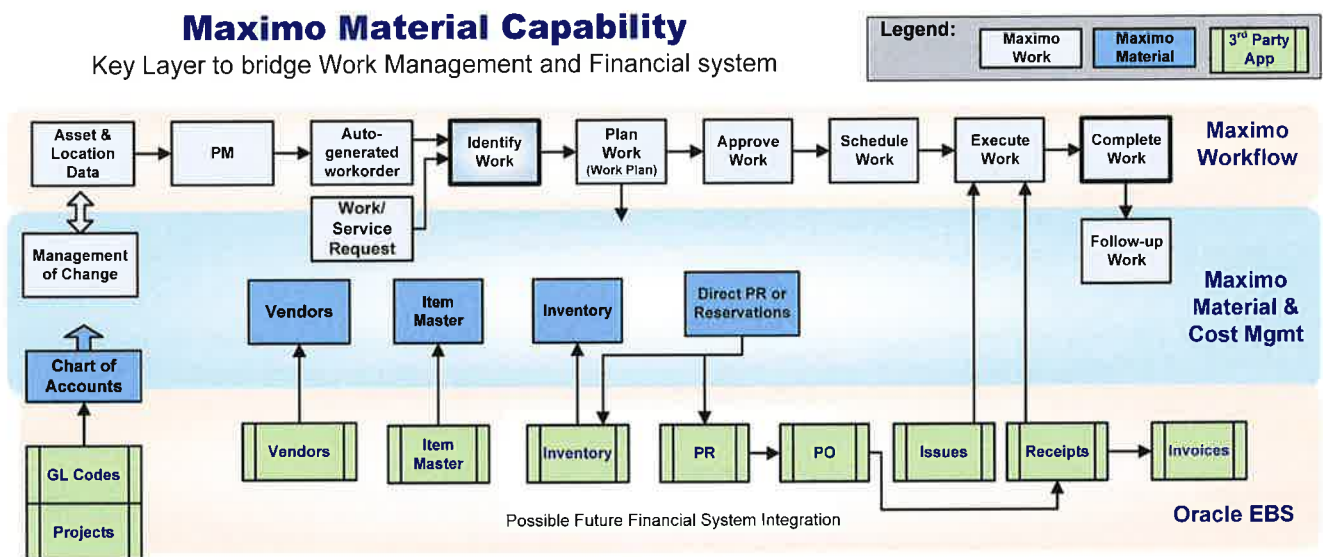 Maximo Material Capability
Key Layer to bridge Work Management and Financial system
Legend:
Maximo
Work
Maximo
Material
3rd Party
App
Asset &
Location
Data
PM
Auto-
generated
workorder
Identify
Work
Plan
Work
(Work Plan)
Approve
Work
Schedule
Work
Execute
Work
Complete
Work
Maximo
Workflow
Work/
Service
Request
Management
of Change
Follow-up
Work
Vendors
Item
Master
Inventory
Direct PR or
Reservations
Maximo
Material &
Cost Mgmt
Chart of
Accounts
GL Codes
Projects
Vendors
Item
Master
Inventory
PR
PO
Issues
Receipts
Invoices
Possible Future Financial System Integration
Oracle EBS